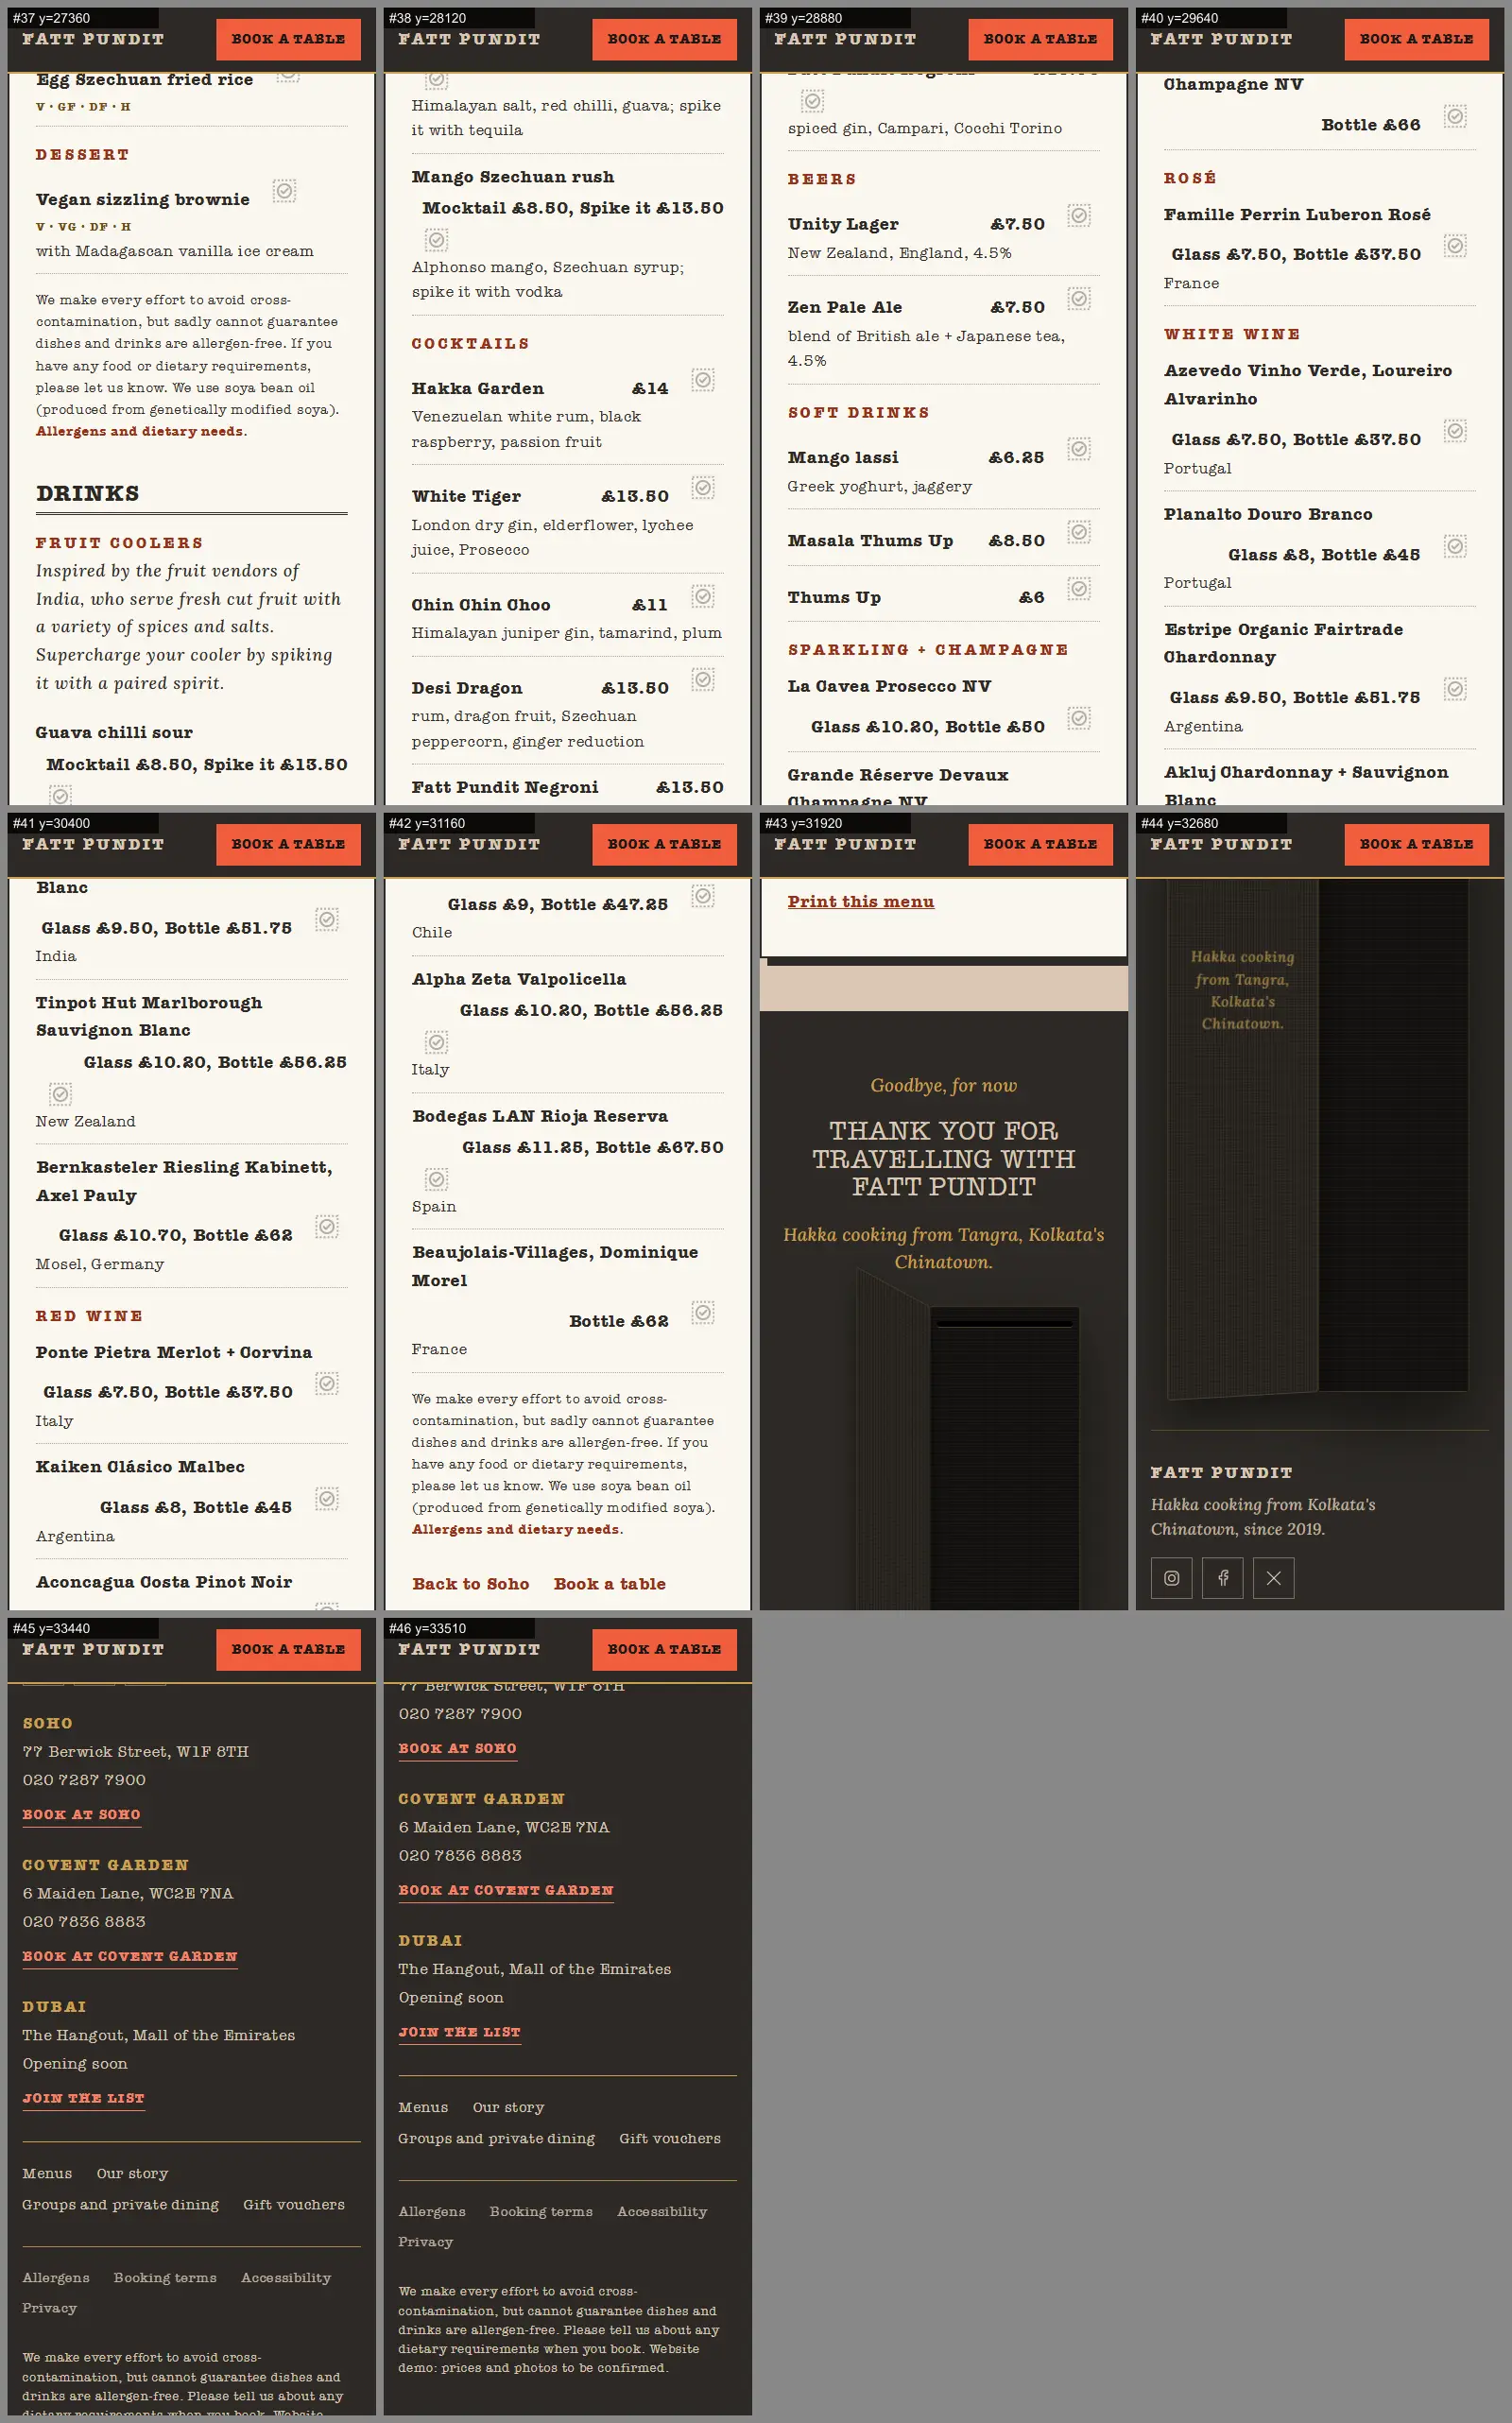 #37 y=27360
FATT PUNDIT
BOOK A TABLE
Egg Szechuan fried rice
V · GF · DF · H
DESSERT
Vegan sizzling brownie
V · VG · DF · H
with Madagascan vanilla ice cream
We make every effort to avoid cross-
contamination, but sadly cannot guarantee
dishes and drinks are allergen-free. If you
have any food or dietary requirements,
please let us know. We use soya bean oil
(produced from genetically modified soya).
Allergens and dietary needs.
DRINKS
FRUIT COOLERS
Inspired by the fruit vendors of
India, who serve fresh cut fruit with
a variety of spices and salts.
Supercharge your cooler by spiking
it with a paired spirit.
Guava chilli sour
Mocktail £8.50, Spike it £13.50
#38 y=28120
FATT PUNDIT
BOOK A TABLE
Himalayan salt, red chilli, guava; spike
it with tequila
Mango Szechuan rush
Mocktail £8.50, Spike it £13.50
Alphonso mango, Szechuan syrup;
spike it with vodka
COCKTAILS
Hakka Garden £14
Venezuelan white rum, black
raspberry, passion fruit
White Tiger £13.50
London dry gin, elderflower, lychee
juice, Prosecco
Chin Chin Choo £11
Himalayan juniper gin, tamarind, plum
Desi Dragon £13.50
rum, dragon fruit, Szechuan
peppercorn, ginger reduction
Fatt Pundit Negroni £13.50
#39 y=28880
FATT PUNDIT
BOOK A TABLE
spiced gin, Campari, Cocchi Torino
BEERS
Unity Lager £7.50
New Zealand, England, 4.5%
Zen Pale Ale £7.50
blend of British ale + Japanese tea,
4.5%
SOFT DRINKS
Mango lassi £6.25
Greek yoghurt, jaggery
Masala Thums Up £8.50
Thums Up £6
SPARKLING + CHAMPAGNE
La Cavea Prosecco NV
Glass £10.20, Bottle £50
Grande Réserve Devaux
Champagne NV
#40 y=29640
FATT PUNDIT
BOOK A TABLE
Champagne NV
Bottle £66
ROSÉ
Famille Perrin Luberon Rosé
Glass £7.50, Bottle £37.50
France
WHITE WINE
Azevedo Vinho Verde, Loureiro
Alvarinho
Glass £7.50, Bottle £37.50
Portugal
Planalto Douro Branco
Glass £8, Bottle £45
Portugal
Estripe Organic Fairtrade
Chardonnay
Glass £9.50, Bottle £51.75
Argentina
Akluj Chardonnay + Sauvignon
Blanc
#41 y=30400
FATT PUNDIT
BOOK A TABLE
Blanc
Glass £9.50, Bottle £51.75
India
Tinpot Hut Marlborough
Sauvignon Blanc
Glass £10.20, Bottle £56.25
New Zealand
Bernkasteler Riesling Kabinett,
Axel Pauly
Glass £10.70, Bottle £62
Mosel, Germany
RED WINE
Ponte Pietra Merlot + Corvina
Glass £7.50, Bottle £37.50
Italy
Kaiken Clásico Malbec
Glass £8, Bottle £45
Argentina
Aconcagua Costa Pinot Noir
#42 y=31160
FATT PUNDIT
BOOK A TABLE
Glass £9, Bottle £47.25
Chile
Alpha Zeta Valpolicella
Glass £10.20, Bottle £56.25
Italy
Bodegas LAN Rioja Reserva
Glass £11.25, Bottle £67.50
Spain
Beaujolais-Villages, Dominique
Morel
Bottle £62
France
We make every effort to avoid cross-
contamination, but sadly cannot guarantee
dishes and drinks are allergen-free. If you
have any food or dietary requirements,
please let us know. We use soya bean oil
(produced from genetically modified soya).
Allergens and dietary needs.
Back to Soho Book a table
#43 y=31920
FATT PUNDIT
BOOK A TABLE
Print this menu
Goodbye, for now
THANK YOU FOR
TRAVELLING WITH
FATT PUNDIT
Hakka cooking from Tangra, Kolkata's
Chinatown.
#44 y=32680
FATT PUNDIT
BOOK A TABLE
Hakka cooking
from Tangra,
Kolkata's
Chinatown.
FATT PUNDIT
Hakka cooking from Kolkata's
Chinatown, since 2019.
#45 y=33440
FATT PUNDIT
BOOK A TABLE
SOHO
77 Berwick Street, W1F 8TH
020 7287 7900
BOOK AT SOHO
COVENT GARDEN
6 Maiden Lane, WC2E 7NA
020 7836 8883
BOOK AT COVENT GARDEN
DUBAI
The Hangout, Mall of the Emirates
Opening soon
JOIN THE LIST
Menus Our story
Groups and private dining Gift vouchers
Allergens Booking terms Accessibility
Privacy
We make every effort to avoid cross-
contamination, but cannot guarantee dishes and
drinks are allergen-free. Please tell us about any
dietary requirements when you book. Website
#46 y=33510
FATT PUNDIT
BOOK A TABLE
77 Berwick Street, W1F 8TH
020 7287 7900
BOOK AT SOHO
COVENT GARDEN
6 Maiden Lane, WC2E 7NA
020 7836 8883
BOOK AT COVENT GARDEN
DUBAI
The Hangout, Mall of the Emirates
Opening soon
JOIN THE LIST
Menus Our story
Groups and private dining Gift vouchers
Allergens Booking terms Accessibility
Privacy
We make every effort to avoid cross-
contamination, but cannot guarantee dishes and
drinks are allergen-free. Please tell us about any
dietary requirements when you book. Website
demo: prices and photos to be confirmed.